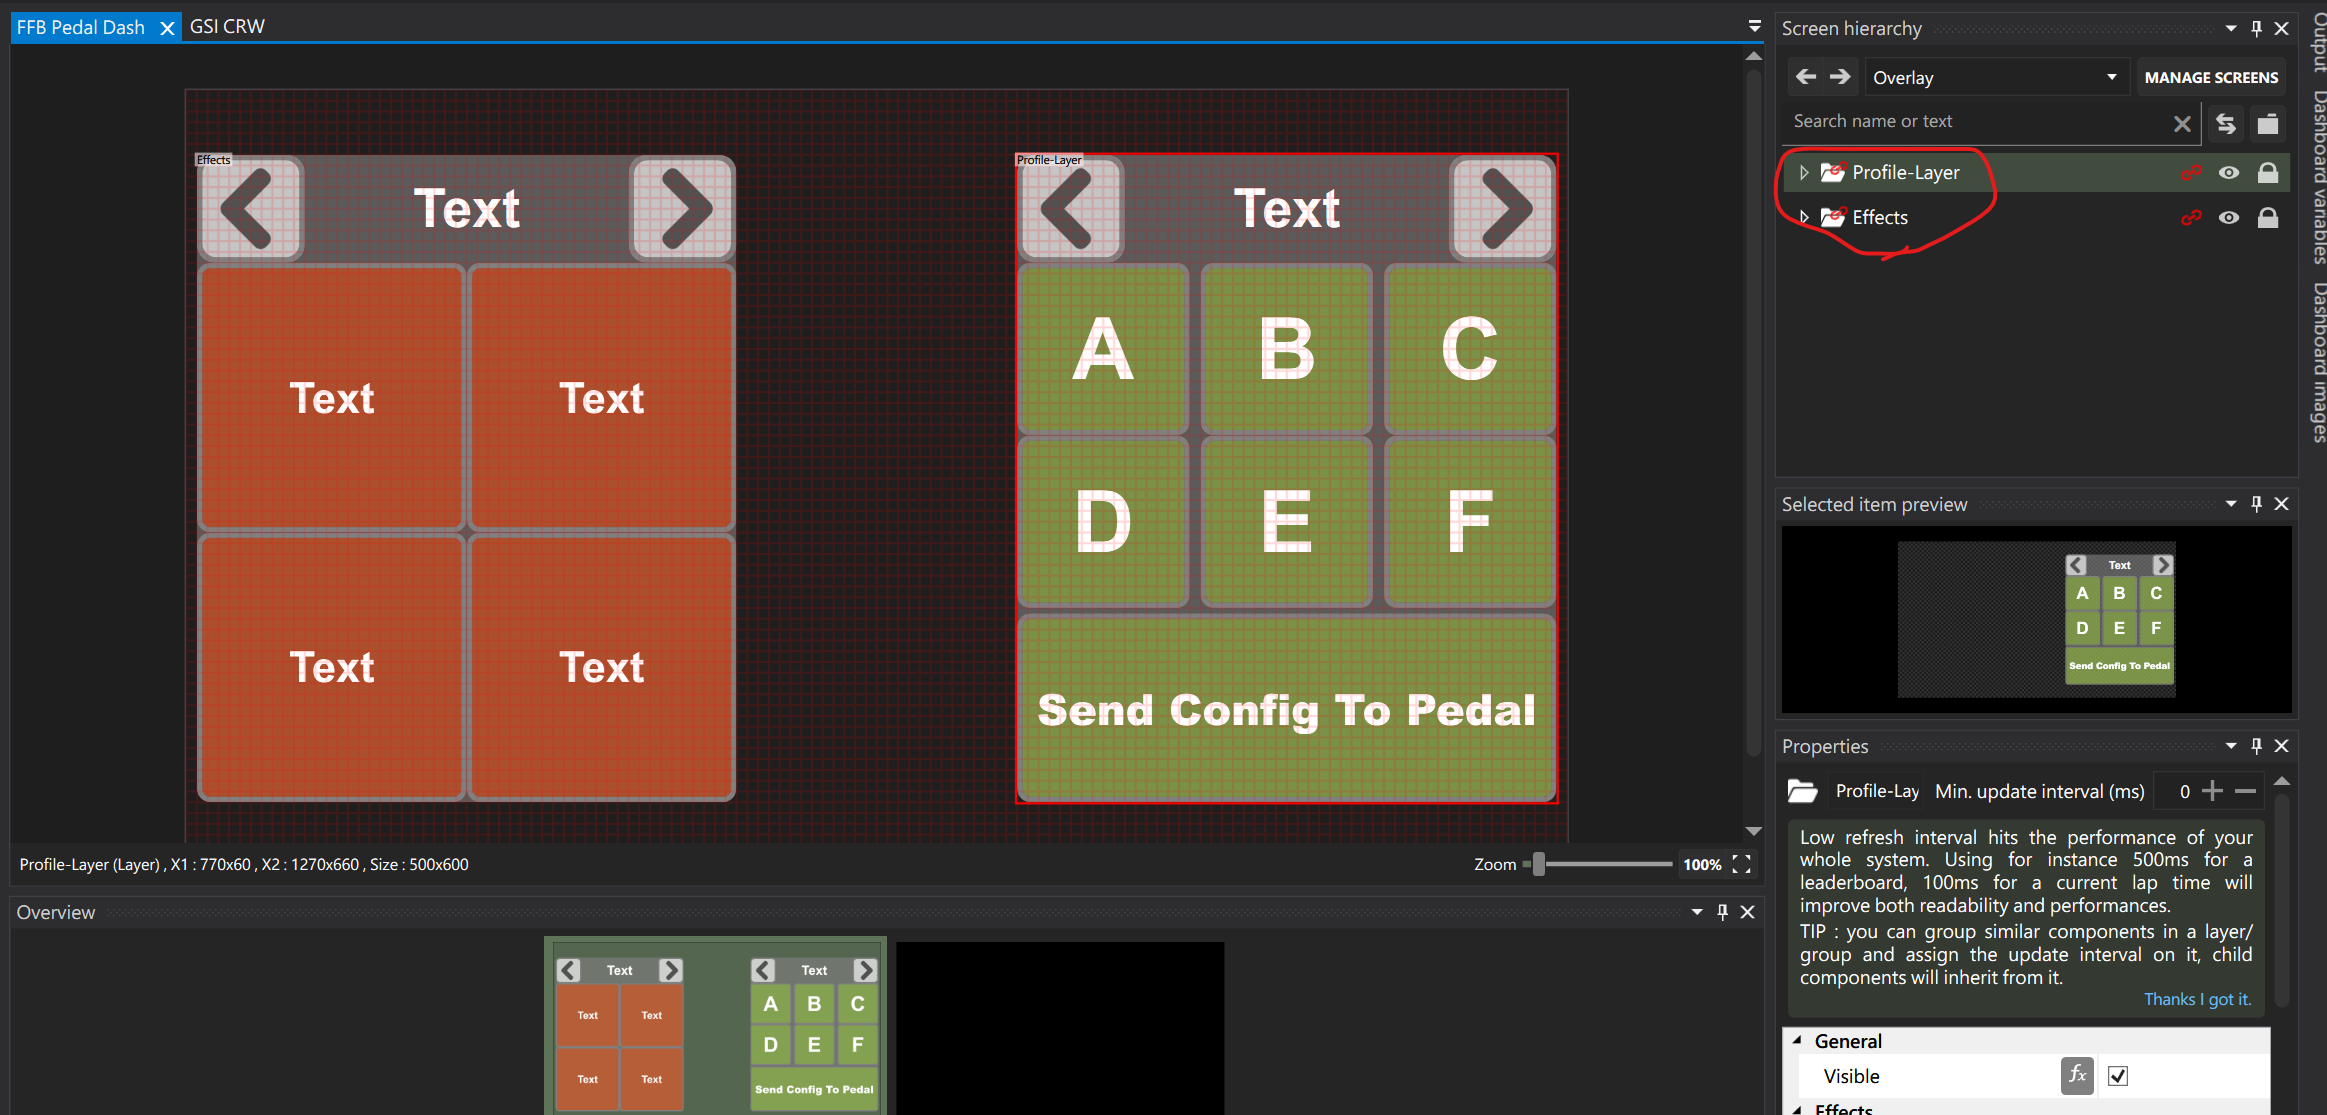 FFB Pedal Dash
GSI CRW
Effects
Text
Text
Text
Text
Text
Profile-Layer
Text
A
B
C
D
E
F
Send Config To Pedal
Profile-Layer (Layer) , X1 : 770x60 , X2 : 1270x660 , Size : 500x600
Zoom
100%
Overview
Text
Text
Text
Text
Text
Text
A
B
C
D
E
F
Send Config To Pedal
Screen hierarchy
Overlay
MANAGE SCREENS
Search name or text
Profile-Layer
Effects
Selected item preview
Text
A
B
C
D
E
F
Send Config To Pedal
Properties
Profile-Lay
Min. update interval (ms)
0
Low refresh interval hits the performance of your
whole system. Using for instance 500ms for a
leaderboard, 100ms for a current lap time will
improve both readability and performances.
TIP : you can group similar components in a layer/
group and assign the update interval on it, child
components will inherit from it.
Thanks I got it.
General
Visible
fx
Effects
Output
Dashboard variables
Dashboard images